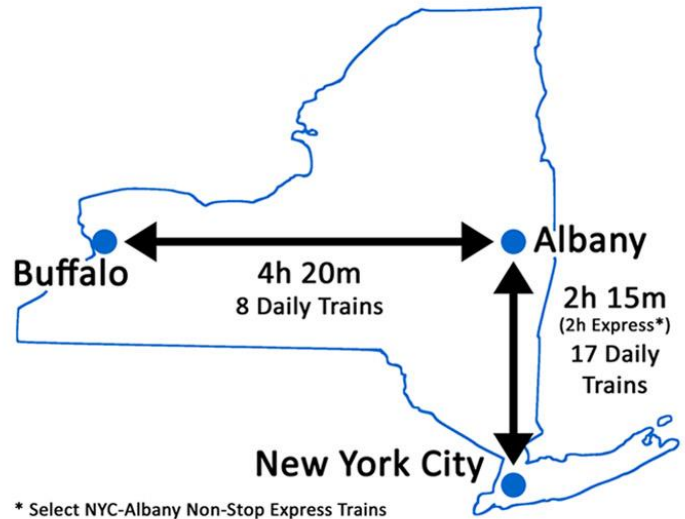 Buffalo
4h 20m
8 Daily Trains
Albany
2h 15m
(2h Express*)
17 Daily
Trains
New York City
* Select NYC-Albany Non-Stop Express Trains